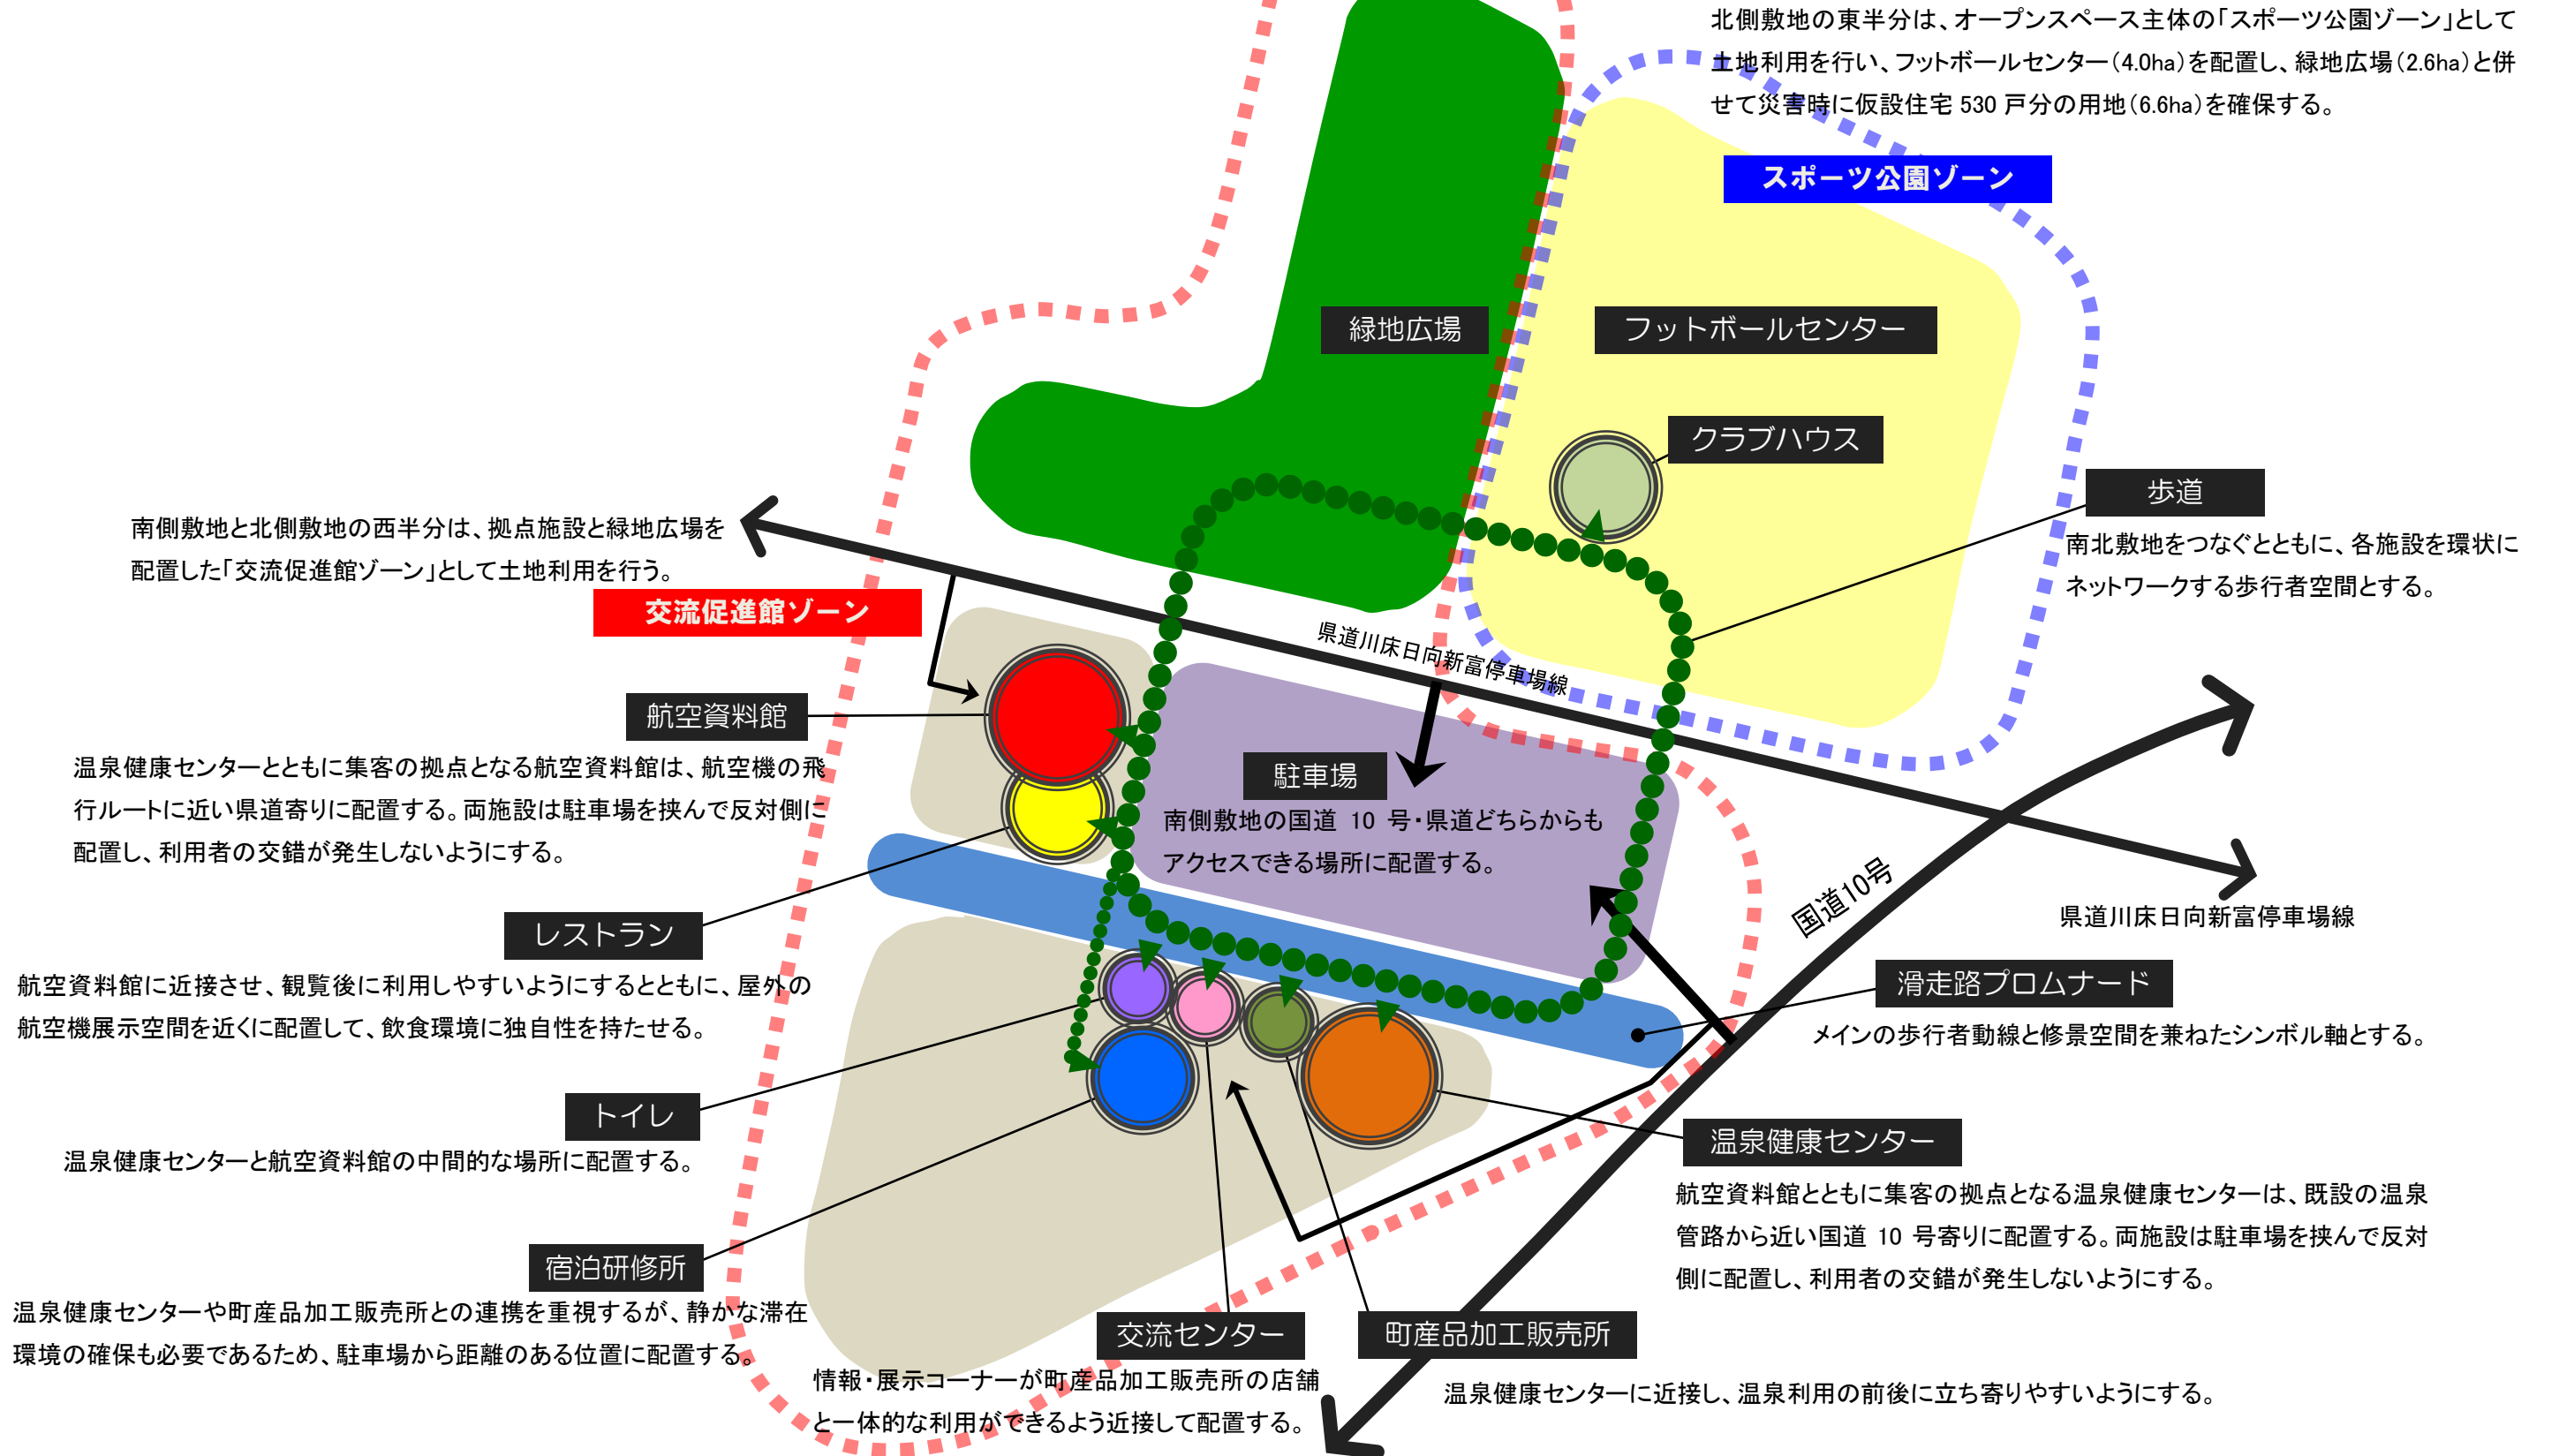 北側敷地の東半分は、オープンスペース主体の「スポーツ公園ゾーン」として
土地利用を行い、フットボールセンター(4.0ha)を配置し、緑地広場(2.6ha)と併
せて災害時に仮設住宅 530 戸分の用地(6.6ha)を確保する。
スポーツ公園ゾーン
緑地広場
フットボールセンター
クラブハウス
歩道
南北敷地をつなぐとともに、各施設を環状に
ネットワークする歩行者空間とする。
南側敷地と北側敷地の西半分は、拠点施設と緑地広場を
配置した「交流促進館ゾーン」として土地利用を行う。
交流促進館ゾーン
県道川床日向新富停車場線
航空資料館
温泉健康センターとともに集客の拠点となる航空資料館は、航空機の飛
行ルートに近い県道寄りに配置する。両施設は駐車場を挟んで反対側に
配置し、利用者の交錯が発生しないようにする。
駐車場
南側敷地の国道 10 号・県道どちらからも
アクセスできる場所に配置する。
国道10号
県道川床日向新富停車場線
レストラン
航空資料館に近接させ、観覧後に利用しやすいようにするとともに、屋外の
航空機展示空間を近くに配置して、飲食環境に独自性を持たせる。
滑走路プロムナード
メインの歩行者動線と修景空間を兼ねたシンボル軸とする。
トイレ
温泉健康センターと航空資料館の中間的な場所に配置する。
温泉健康センター
航空資料館とともに集客の拠点となる温泉健康センターは、既設の温泉
管路から近い国道 10 号寄りに配置する。両施設は駐車場を挟んで反対
側に配置し、利用者の交錯が発生しないようにする。
宿泊研修所
温泉健康センターや町産品加工販売所との連携を重視するが、静かな滞在
環境の確保も必要であるため、駐車場から距離のある位置に配置する。
交流センター
情報・展示コーナーが町産品加工販売所の店舗
と一体的な利用ができるよう近接して配置する。
町産品加工販売所
温泉健康センターに近接し、温泉利用の前後に立ち寄りやすいようにする。